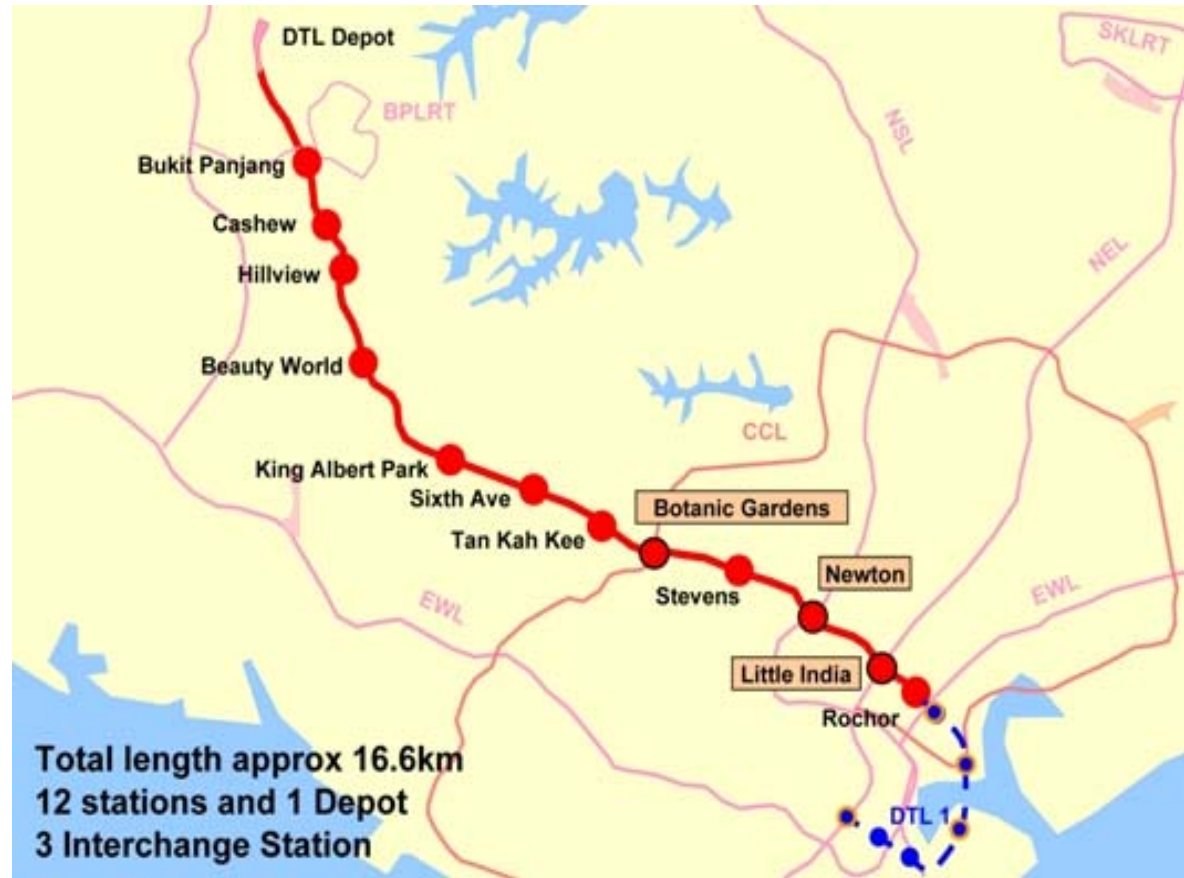 DTL Depot
SKLRT
BPLRT
NSL
Bukit Panjang
Cashew
NEL
Hillview
Beauty World
CCL
King Albert Park
Sixth Ave
Botanic Gardens
Tan Kah Kee
Newton
Stevens
EWL
EWL
Little India
Rochor
Total length approx 16.6km
12 stations and 1 Depot
DTL 1
3 Interchange Station